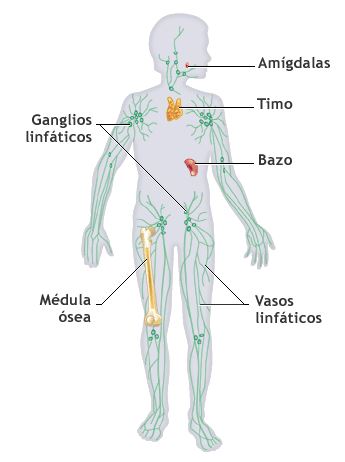 Amígdalas
Timo
Ganglios
linfáticos
Bazo
Médula
ósea
Vasos
linfáticos